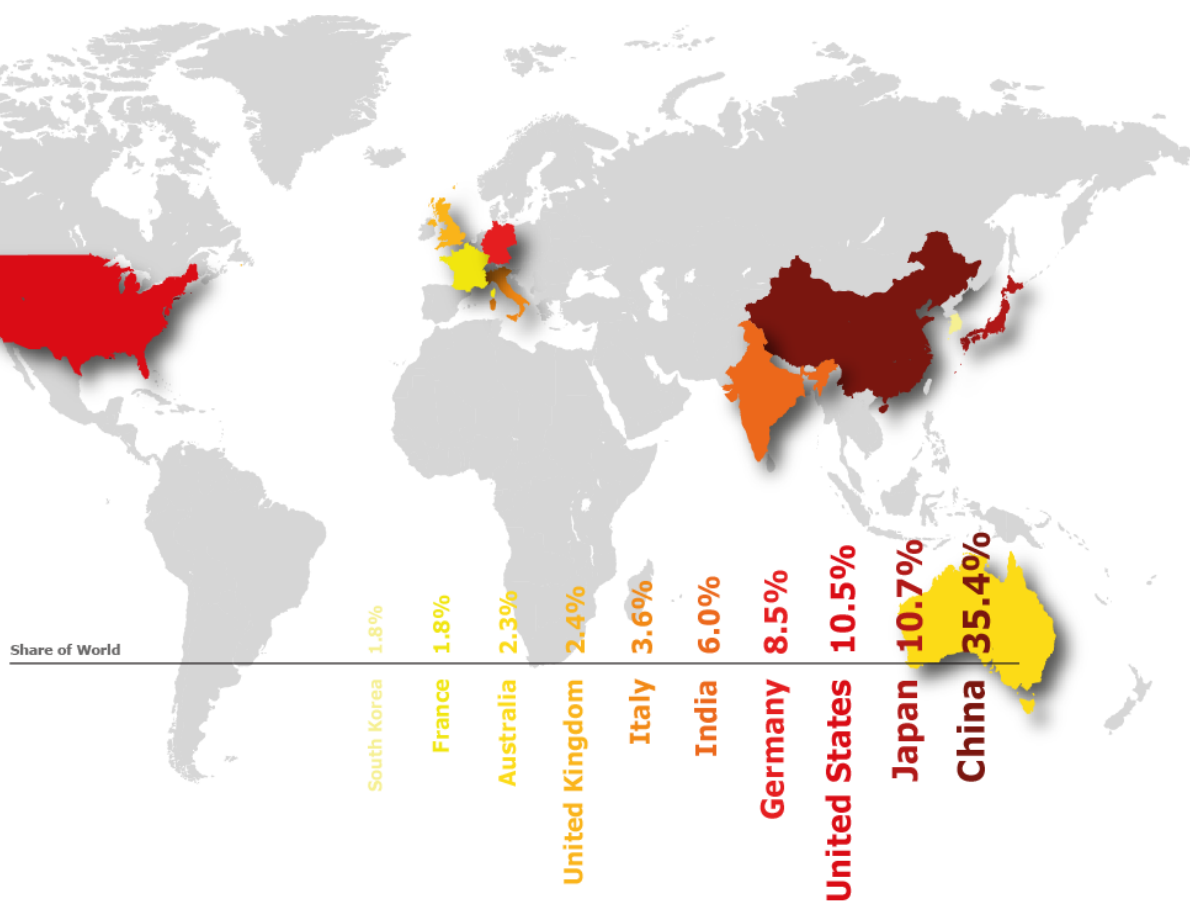 Share of World
South Korea 1.8%
France 1.8%
Australia 2.3%
United Kingdom 2.4%
Italy 3.6%
India 6.0%
Germany 8.5%
United States 10.5%
Japan 10.7%
China 35.4%